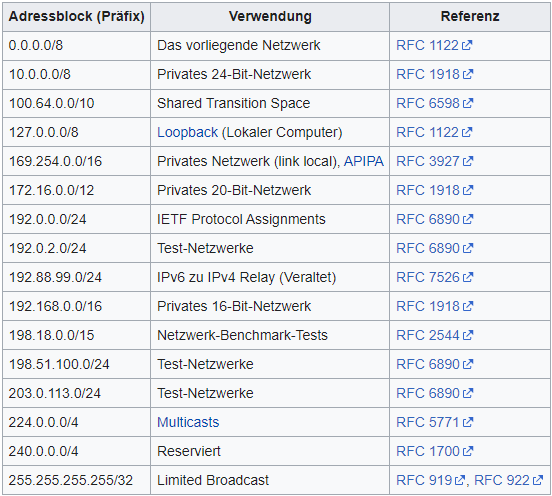 Adressblock (Präfix) Verwendung Referenz
0.0.0.0/8 Das vorliegende Netzwerk RFC 1122
10.0.0.0/8 Privates 24-Bit-Netzwerk RFC 1918
100.64.0.0/10 Shared Transition Space RFC 6598
127.0.0.0/8 Loopback (Lokaler Computer) RFC 1122
169.254.0.0/16 Privates Netzwerk (link local), APIPA RFC 3927
172.16.0.0/12 Privates 20-Bit-Netzwerk RFC 1918
192.0.0.0/24 IETF Protocol Assignments RFC 6890
192.0.2.0/24 Test-Netzwerke RFC 6890
192.88.99.0/24 IPv6 zu IPv4 Relay (Veraltet) RFC 7526
192.168.0.0/16 Privates 16-Bit-Netzwerk RFC 1918
198.18.0.0/15 Netzwerk-Benchmark-Tests RFC 2544
198.51.100.0/24 Test-Netzwerke RFC 6890
203.0.113.0/24 Test-Netzwerke RFC 6890
224.0.0.0/4 Multicasts RFC 5771
240.0.0.0/4 Reserviert RFC 1700
255.255.255.255/32 Limited Broadcast RFC 919, RFC 922